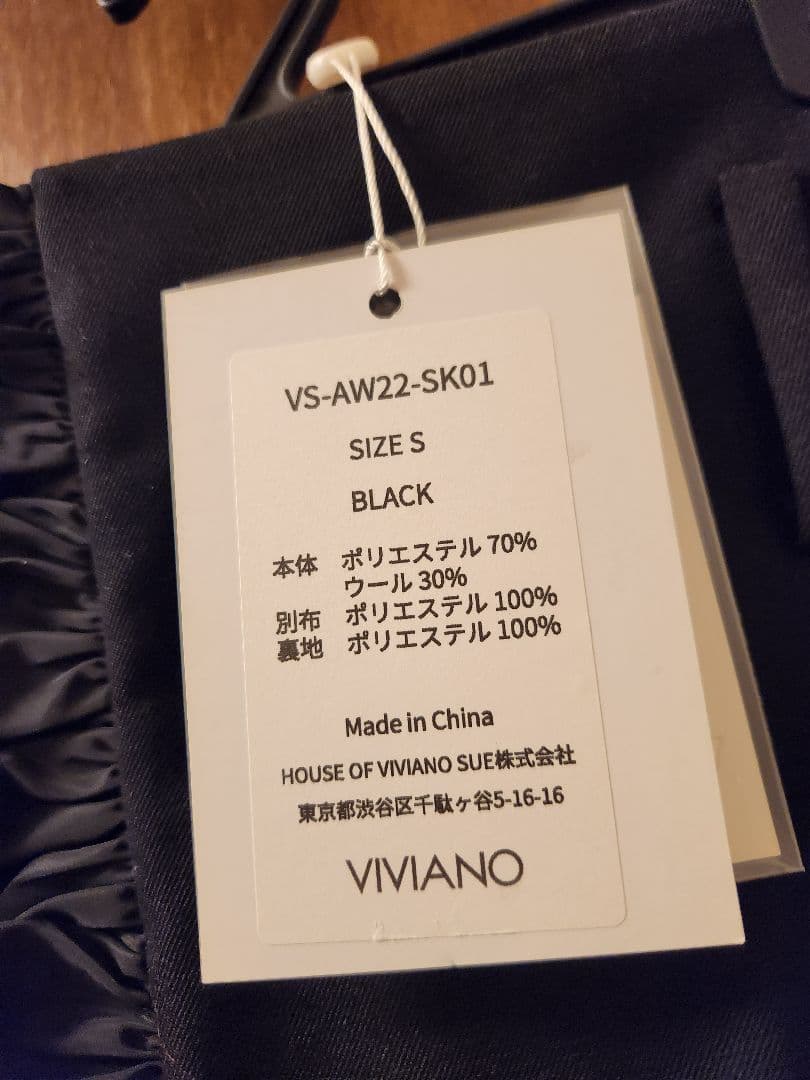 VS-AW22-SK01
SIZE S
BLACK
本体 ポリエステル 70%
ウール 30%
別布 ポリエステル 100%
裏地 ポリエステル 100%
Made in China
HOUSE OF VIVIANO SUE株式会社
東京都渋谷区千駄ヶ谷5-16-16
VIVIANO